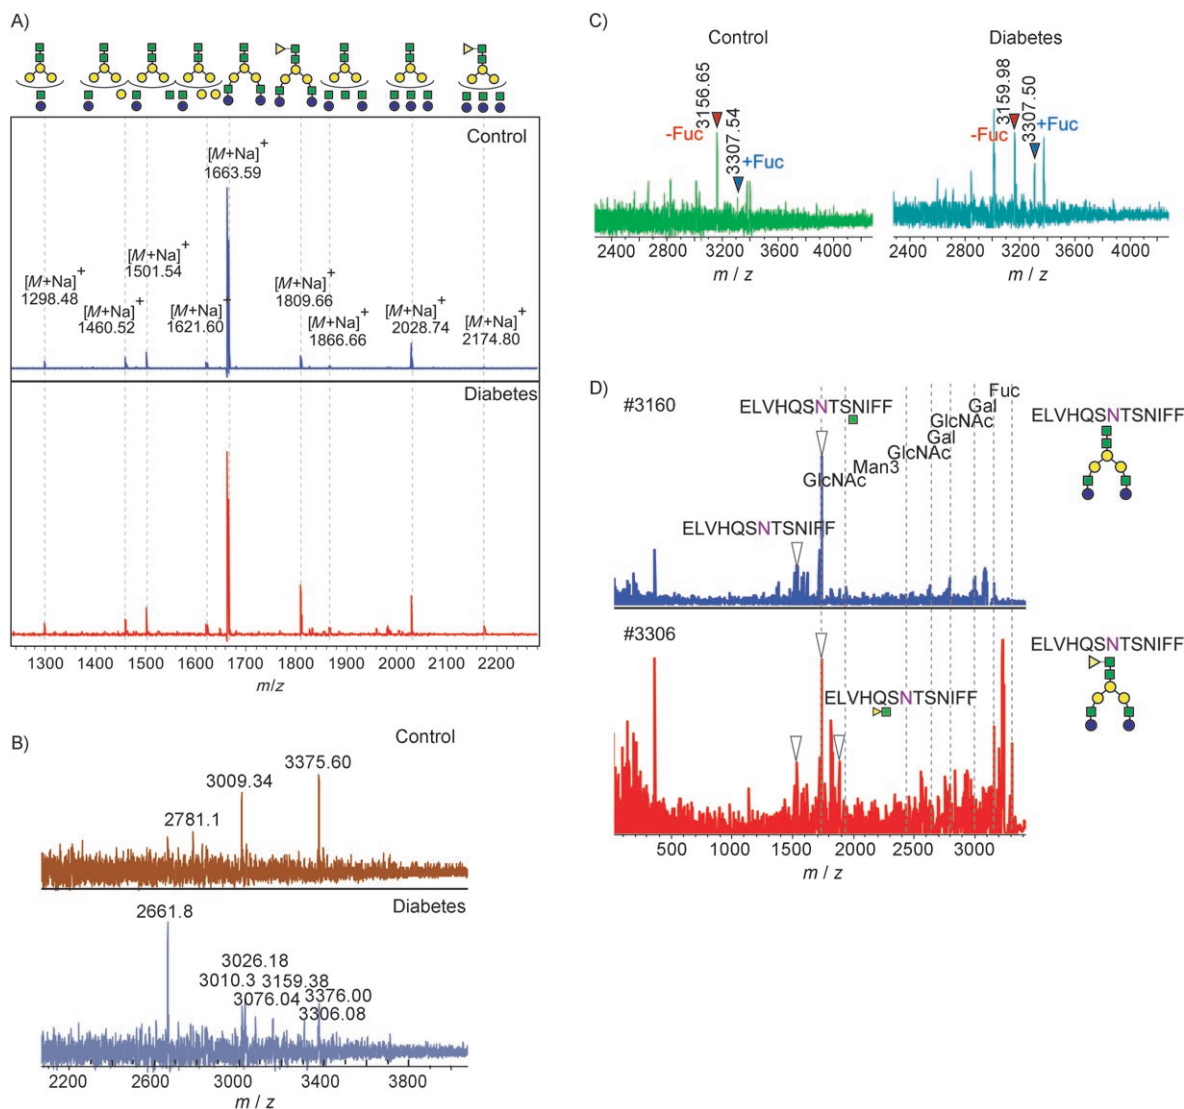 A)
Control
[M+Na]+
1663.59
[M+Na]+
1298.48
[M+Na]+
1460.52
[M+Na]+
1501.54
[M+Na]+
1621.60
[M+Na]+
1809.66
[M+Na]+
1866.66
[M+Na]+
2028.74
[M+Na]+
2174.80
Diabetes
1300 1400 1500 1600 1700 1800 1900 2000 2100 2200
m/z
B)
Control
2781.1
3009.34
3375.60
Diabetes
2661.8
3026.18
3010.3 3159.38
3076.04 3376.00
3306.08
2200 2600 3000 3400 3800
m / z
C)
Control
3156.65
3307.54
-Fuc
+Fuc
2400 2800 3200 3600 4000
m / z
Diabetes
3159.98
3307.50
-Fuc
+Fuc
2400 2800 3200 3600 4000
m / z
D)
#3160
ELVHQSNTSNIFF
GlcNAc
Man3
GlcNAc
Gal
GlcNAc
Gal
Fuc
ELVHQSNTSNIFF
ELVHQSNTSNIFF
#3306
ELVHQSNTSNIFF
ELVHQSNTSNIFF
500 1000 1500 2000 2500 3000
m / z